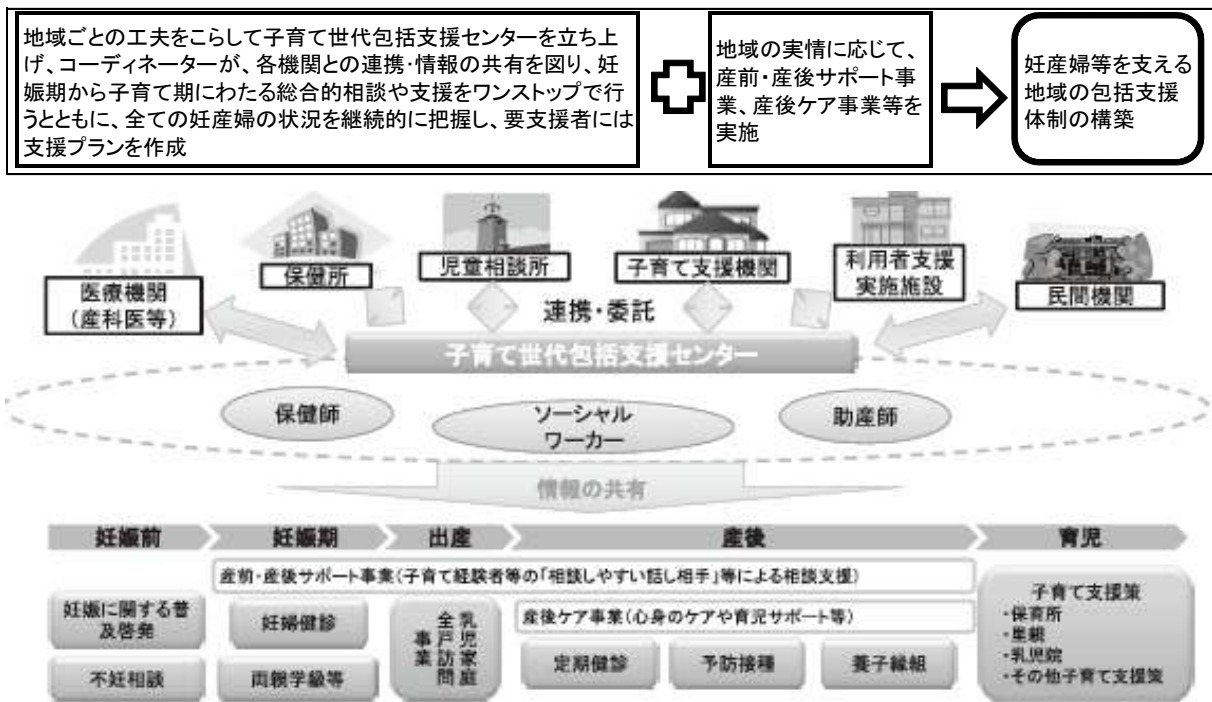 地域ごとの工夫をこらして子育て世代包括支援センターを立ち上
げ、コーディネーターが、各機関との連携・情報の共有を図り、妊
娠期から子育て期にわたる総合的相談や支援をワンストップで行
うとともに、全ての妊産婦の状況を継続的に把握し、要支援者には
支援プランを作成
地域の実情に応じて、
産前・産後サポート事
業、産後ケア事業等を
実施
妊産婦等を支える
地域の包括支援
体制の構築
医療機関
(産科医等)
保健所
児童相談所
子育て支援機関
利用者支援
実施施設
民間機関
連携・委託
子育て世代包括支援センター
保健師
ソーシャル
ワーカー
助産師
情報の共有
妊娠前
妊娠期
出産
産後
育児
産前・産後サポート事業(子育て経験者等の「相談しやすい話し相手」等による相談支援)
妊娠に関する普
及啓発
不妊相談
妊婦健診
両親学級等
乳児家庭
全戸訪問
事業
産後ケア事業(心身のケアや育児サポート等)
定期健診
予防接種
養子縁組
子育て支援策
・保育所
・里親
・乳児院
・その他子育て支援策